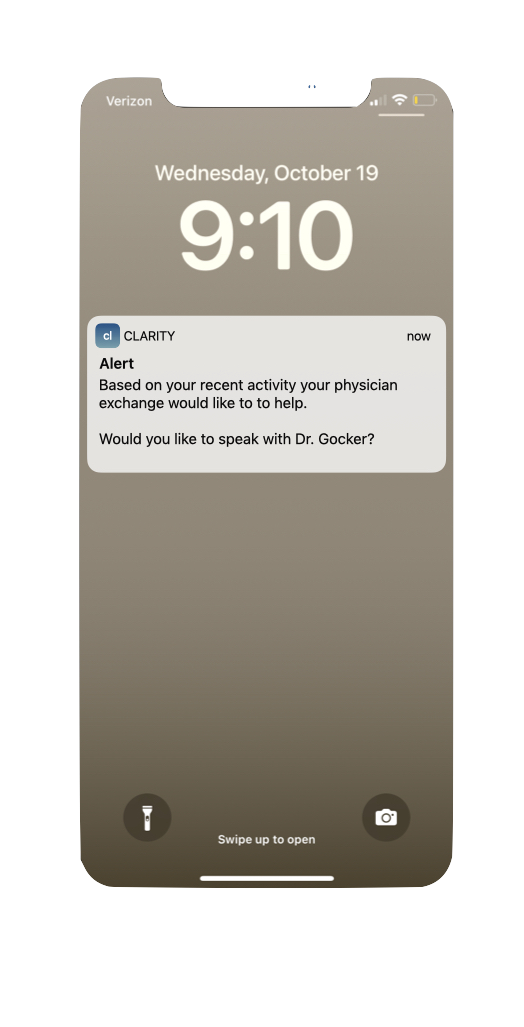 Verizon
Wednesday, October 19
9:10
cl CLARITY now
Alert
Based on your recent activity your physician
exchange would like to to help.
Would you like to speak with Dr. Gocker?
Swipe up to open